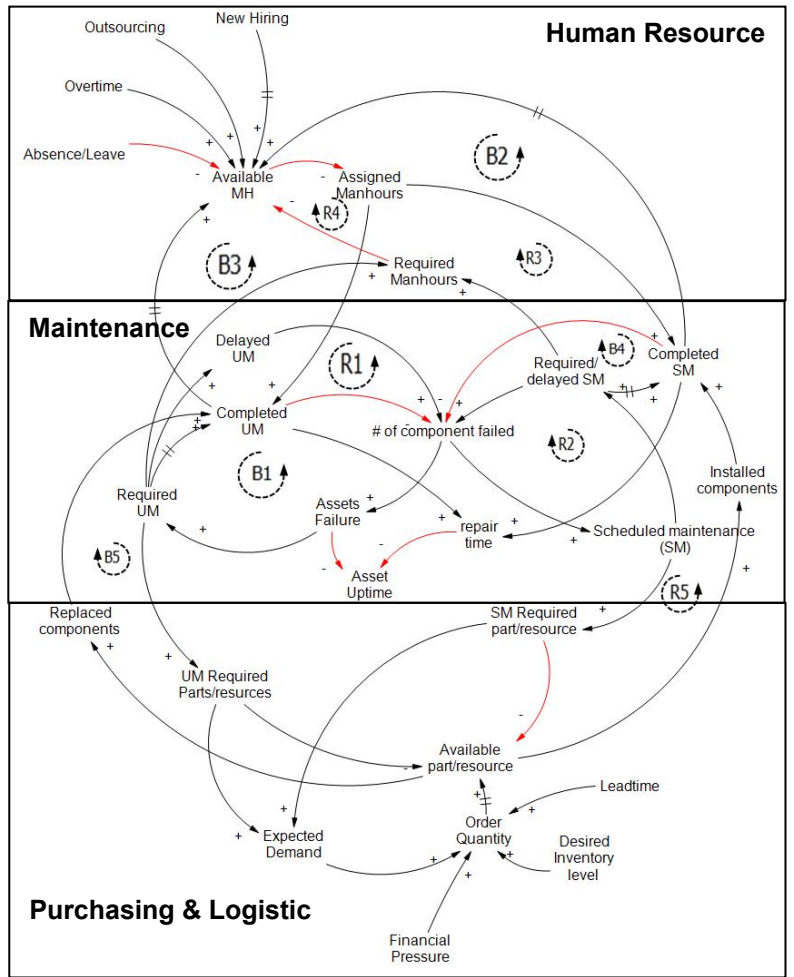 Human Resource
New Hiring
Outsourcing
Overtime
Absence/Leave
+
+
+
+
-
Available
MH
+
-
Assigned
Manhours
-
R4
B2
B3
R3
Required
Manhours
+
+
Maintenance
Delayed
UM
R1
+
+
Completed
UM
+
+
+
-
+
-
# of component failed
Required/
delayed SM
B4
+
+
+
Completed
SM
+
R2
B1
Required
UM
+
Assets
Failure
+
-
Asset
Uptime
-
repair
time
+
+
Installed
components
+
Scheduled maintenance
(SM)
+
B5
R5
Replaced
components
+
+
UM Required
Parts/resurces
SM Required
part/resource
+
-
Available
part/resource
-
+
Leadtime
+
Order
Quantity
+
Expected
Demand
+
+
+
+
Desired
Inventory
level
Purchasing & Logistic
Financial
Pressure